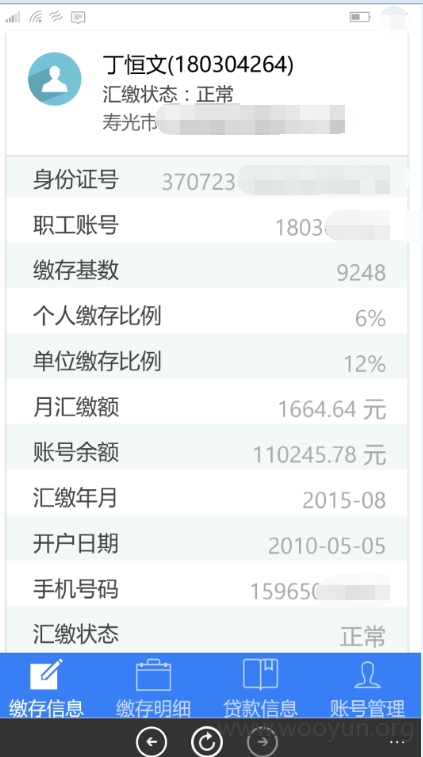 丁恒文(180304264)
汇缴状态：正常
寿光市
身份证号 370723
职工账号 1803
缴存基数 9248
个人缴存比例 6%
单位缴存比例 12%
月汇缴额 1664.64 元
账号余额 110245.78 元
汇缴年月 2015-08
开户日期 2010-05-05
手机号码 159650
汇缴状态 正常
缴存信息 缴存明细 贷款信息 账号管理
www.wooyun.org